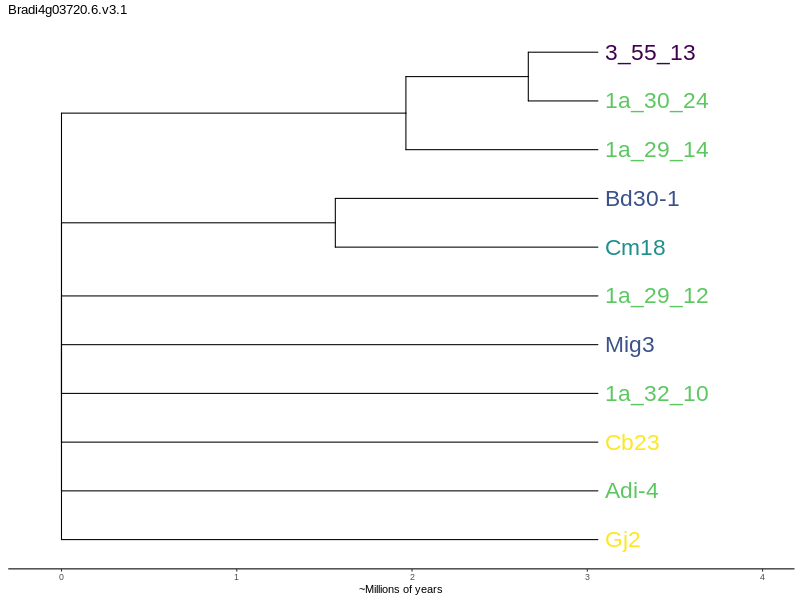 Bradi4g03720.6.v3.1
3_55_13
1a_30_24
1a_29_14
Bd30-1
Cm18
1a_29_12
Mig3
1a_32_10
Cb23
Adi-4
Gj2
0 1 2 3 4
~Millions of years